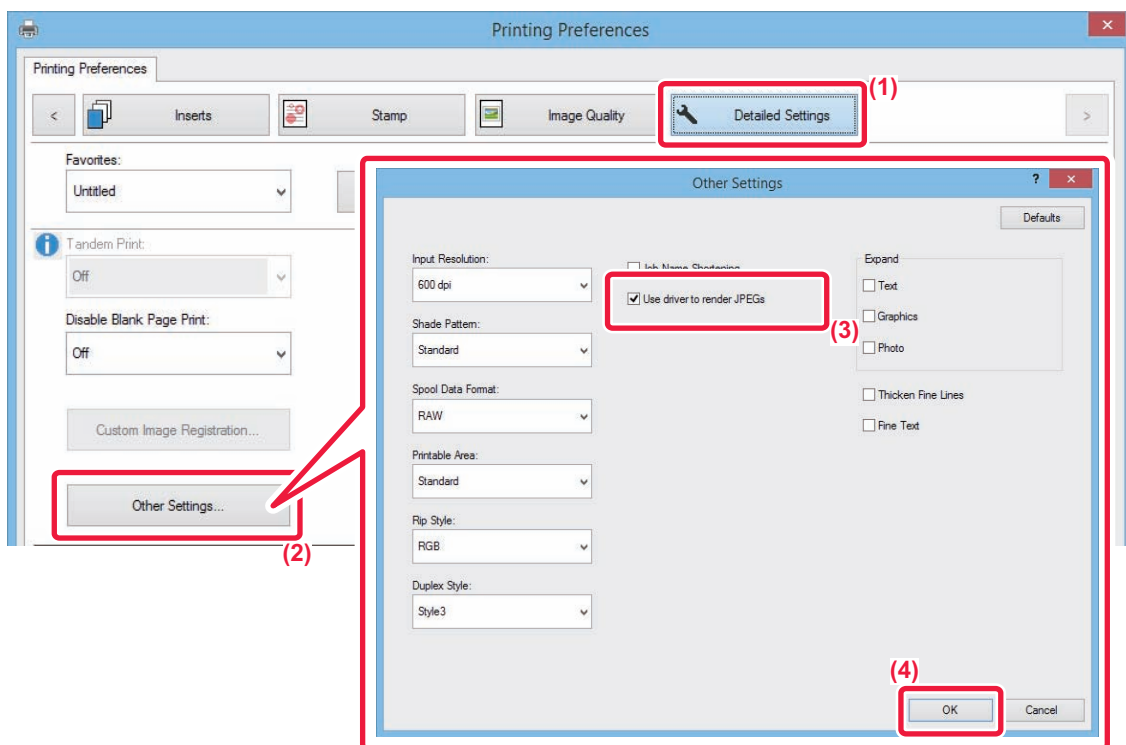 Printing Preferences
Printing Preferences
(1)
< Inserts Stamp Image Quality Detailed Settings >
Favorites:
Untitled
Tandem Print:
Off
Disable Blank Page Print:
Off
Custom Image Registration...
Other Settings...
(2)
Other Settings ?
Defaults
Input Resolution:
600 dpi
Shade Pattern:
Standard
Spool Data Format:
RAW
Printable Area:
Standard
Rip Style:
RGB
Duplex Style:
Style3
Job Name Shortening
Use driver to render JPEGs
(3)
Expand
Text
Graphics
Photo
Thicken Fine Lines
Fine Text
(4)
OK Cancel